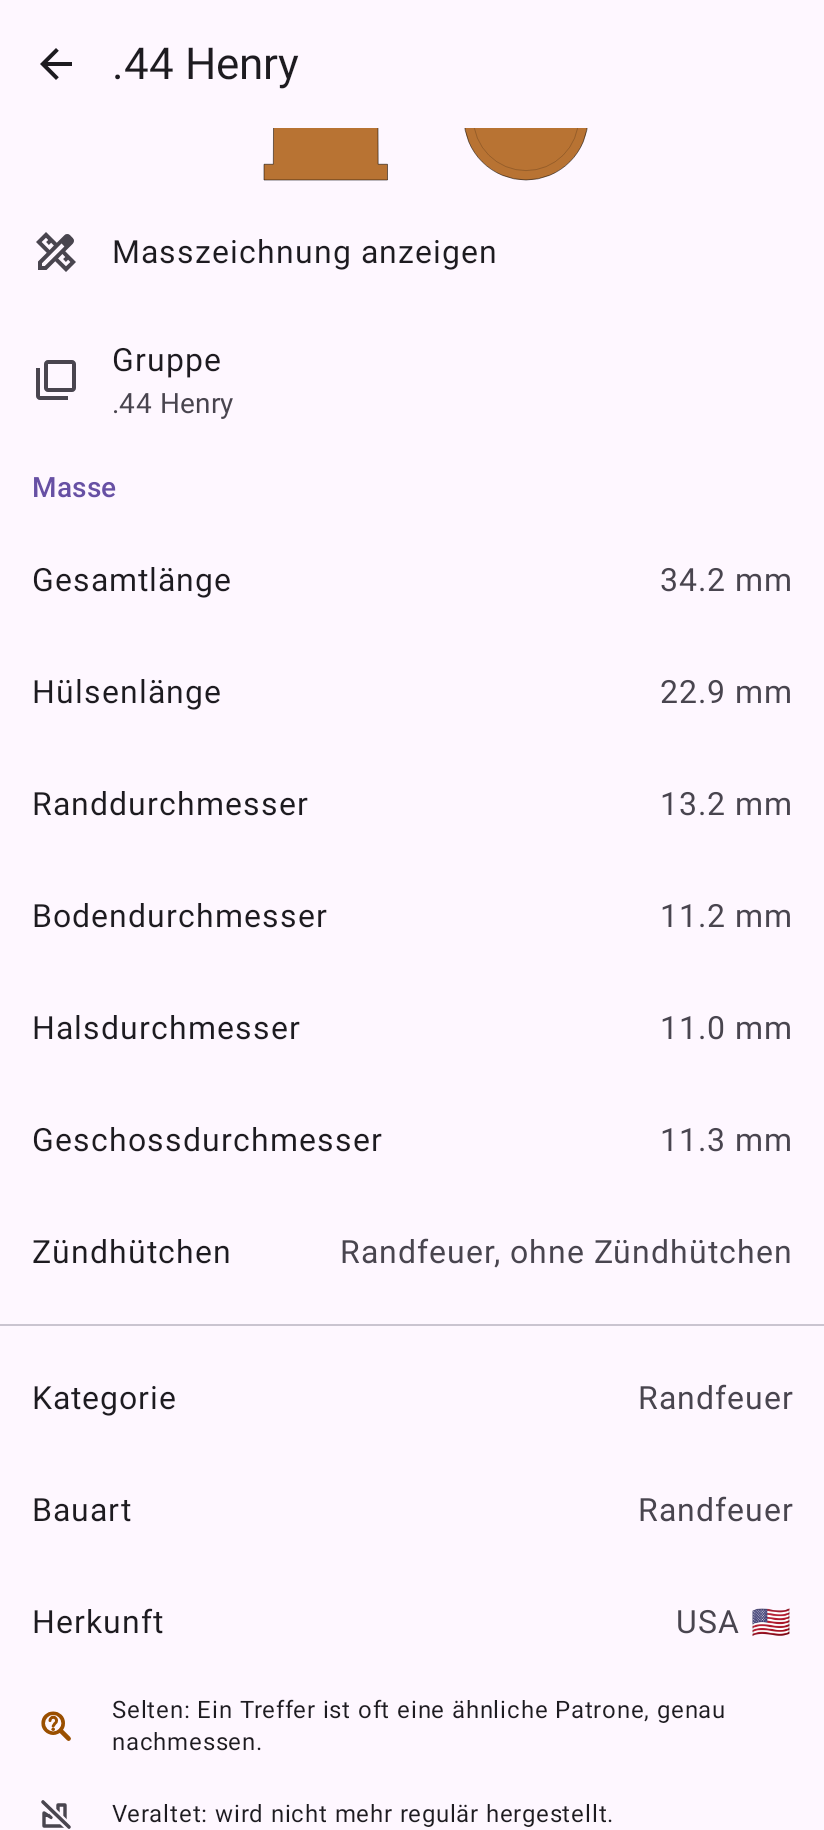 .44 Henry
Masszeichnung anzeigen
Gruppe
.44 Henry
Masse
Gesamtlänge 34.2 mm
Hülsenlänge 22.9 mm
Randdurchmesser 13.2 mm
Bodendurchmesser 11.2 mm
Halsdurchmesser 11.0 mm
Geschossdurchmesser 11.3 mm
Zündhütchen Randfeuer, ohne Zündhütchen
Kategorie Randfeuer
Bauart Randfeuer
Herkunft USA 🇺🇸
Selten: Ein Treffer ist oft eine ähnliche Patrone, genau
nachmessen.
Veraltet: wird nicht mehr regulär hergestellt.